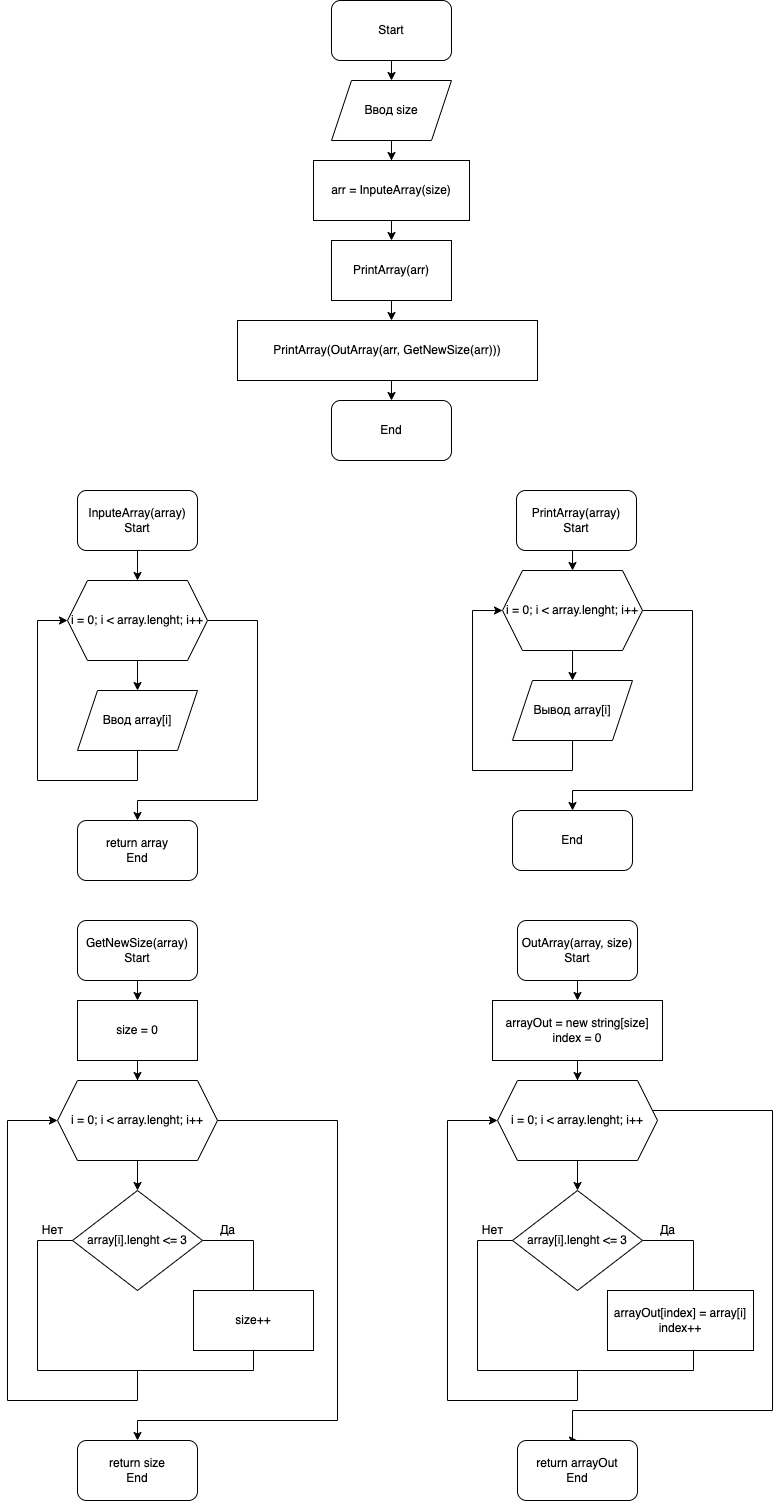 Start
Ввод size
arr = InputeArray(size)
PrintArray(arr)
PrintArray(OutArray(arr, GetNewSize(arr)))
End
InputeArray(array)
Start
i = 0; i < array.lenght; i++
Ввод array[i]
return array
End
PrintArray(array)
Start
i = 0; i < array.lenght; i++
Вывод array[i]
End
GetNewSize(array)
Start
size = 0
i = 0; i < array.lenght; i++
Нет
array[i].lenght <= 3
Да
size++
return size
End
OutArray(array, size)
Start
arrayOut = new string[size]
index = 0
i = 0; i < array.lenght; i++
Нет
array[i].lenght <= 3
Да
arrayOut[index] = array[i]
index++
return arrayOut
End